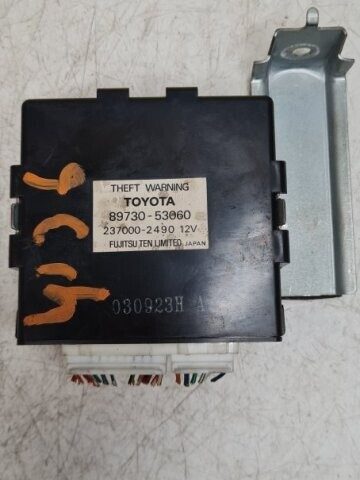 THEFT WARNING
TOYOTA
89730-53060
237000-2490 12V
FUJITSU TEN LIMITED JAPAN
030923H A